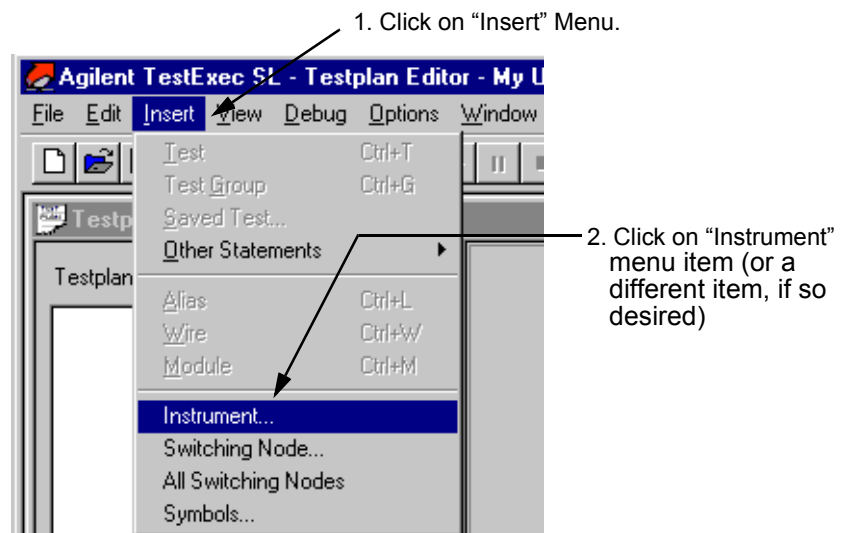 1. Click on “Insert” Menu.
Agilent TestExec SL - Testplan Editor - My U
File Edit Insert View Debug Options Window
Test Ctrl+T
Test Group Ctrl+G
Saved Test...
Other Statements
Testp
Testplan
Alias Ctrl+L
Wire Ctrl+W
Module Ctrl+M
Instrument...
Switching Node...
All Switching Nodes
Symbols...
2. Click on “Instrument”
menu item (or a
different item, if so
desired)